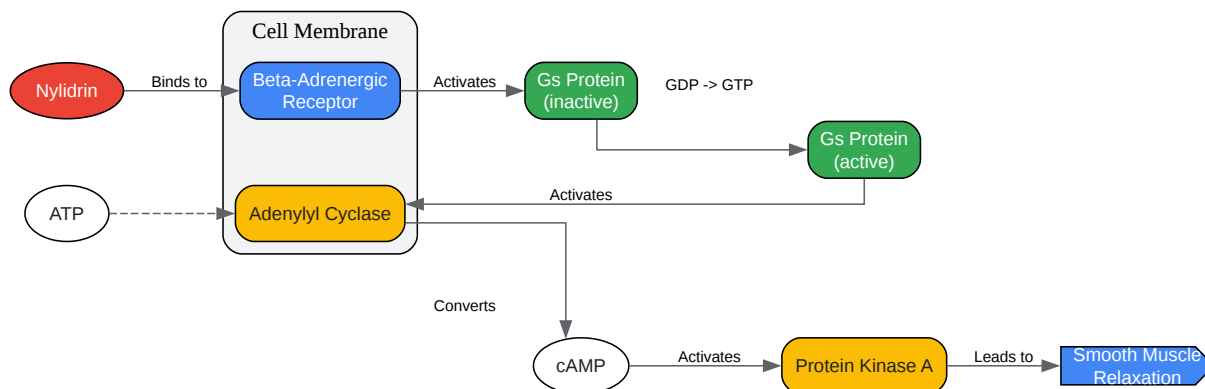 Cell Membrane
Nylidrin
Binds to
Beta-Adrenergic
Receptor
Activates
Gs Protein
(inactive)
GDP -> GTP
Gs Protein
(active)
ATP
Adenylyl Cyclase
Activates
Converts
cAMP
Activates
Protein Kinase A
Leads to
Smooth Muscle
Relaxation